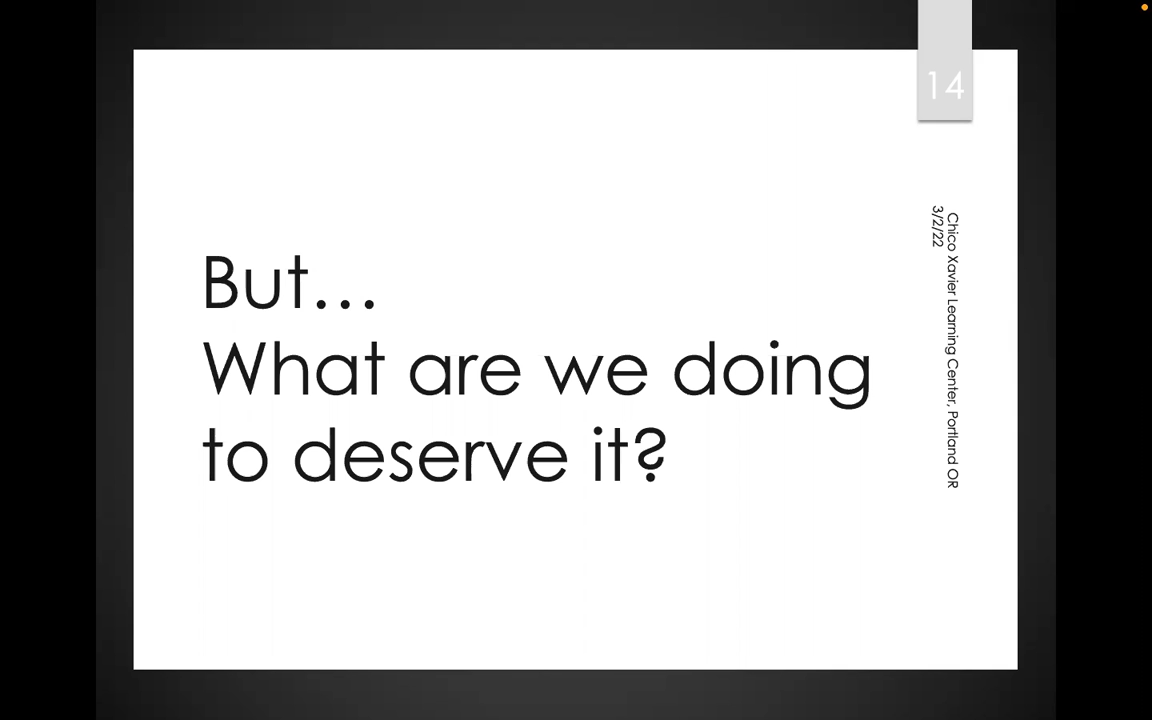 14
But...
What are we doing
to deserve it?
Chico Xavier Learning Center, Portland OR
3/2/22